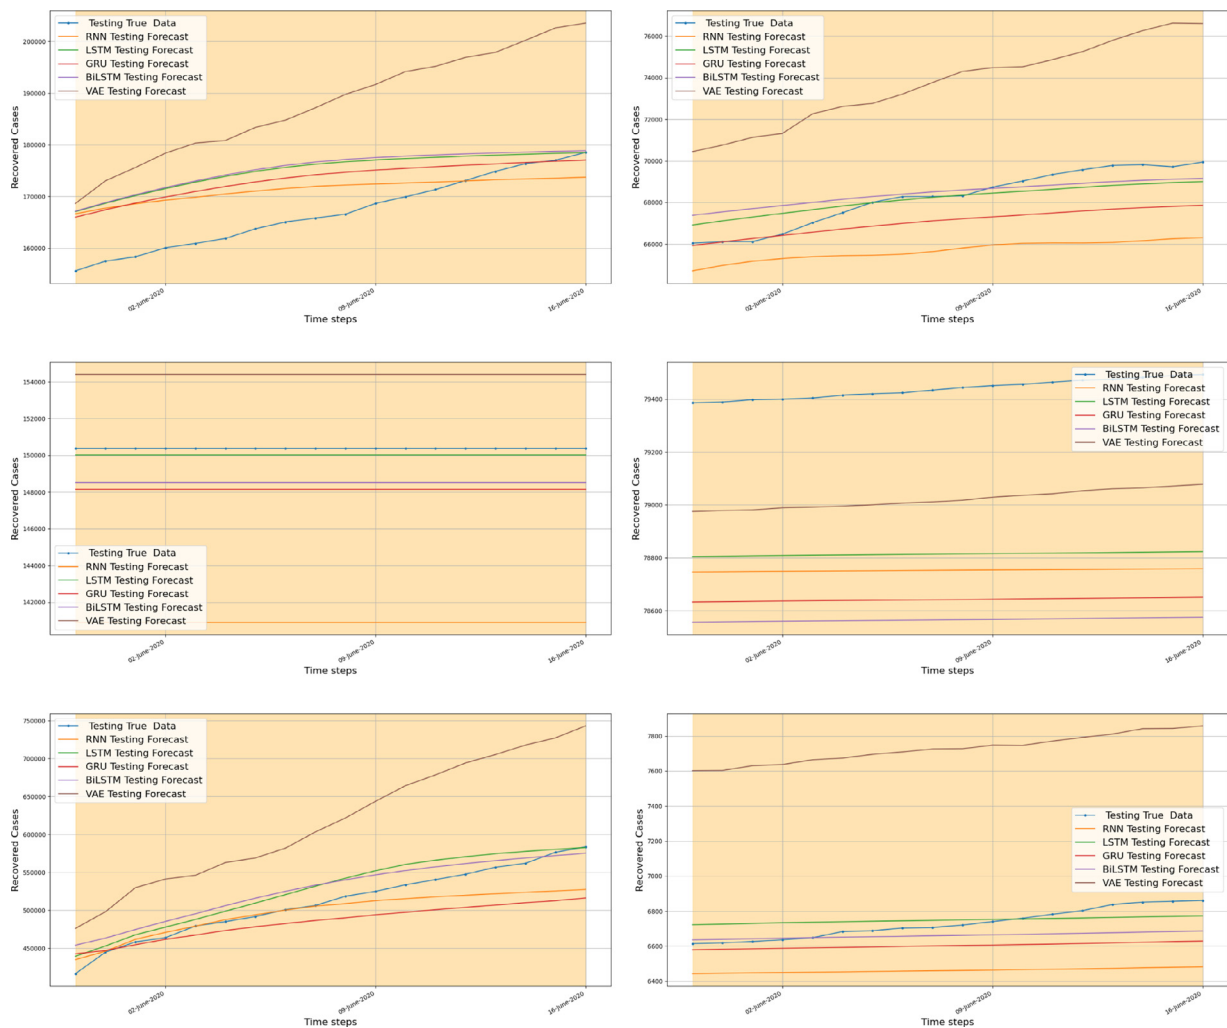 Testing True Data
RNN Testing Forecast
LSTM Testing Forecast
GRU Testing Forecast
BiLSTM Testing Forecast
VAE Testing Forecast
200000
190000
180000
170000
160000
Recovered Cases
02-June-2020
09-June-2020
16-June-2020
Time steps
Testing True Data
RNN Testing Forecast
LSTM Testing Forecast
GRU Testing Forecast
BiLSTM Testing Forecast
VAE Testing Forecast
76000
74000
72000
70000
68000
66000
Recovered Cases
02-June-2020
09-June-2020
16-June-2020
Time steps
154000
152000
150000
148000
146000
144000
142000
Recovered Cases
Testing True Data
RNN Testing Forecast
LSTM Testing Forecast
GRU Testing Forecast
BiLSTM Testing Forecast
VAE Testing Forecast
02-June-2020
09-June-2020
16-June-2020
Time steps
Testing True Data
RNN Testing Forecast
LSTM Testing Forecast
GRU Testing Forecast
BiLSTM Testing Forecast
VAE Testing Forecast
79400
79200
79000
78800
78600
Recovered Cases
02-June-2020
09-June-2020
16-June-2020
Time steps
Testing True Data
RNN Testing Forecast
LSTM Testing Forecast
GRU Testing Forecast
BiLSTM Testing Forecast
VAE Testing Forecast
750000
700000
650000
600000
550000
500000
450000
Recovered Cases
02-June-2020
09-June-2020
16-June-2020
Time steps
7800
7600
7400
7200
7000
6800
6600
6400
Recovered Cases
Testing True Data
RNN Testing Forecast
LSTM Testing Forecast
GRU Testing Forecast
BiLSTM Testing Forecast
VAE Testing Forecast
02-June-2020
09-June-2020
16-June-2020
Time steps